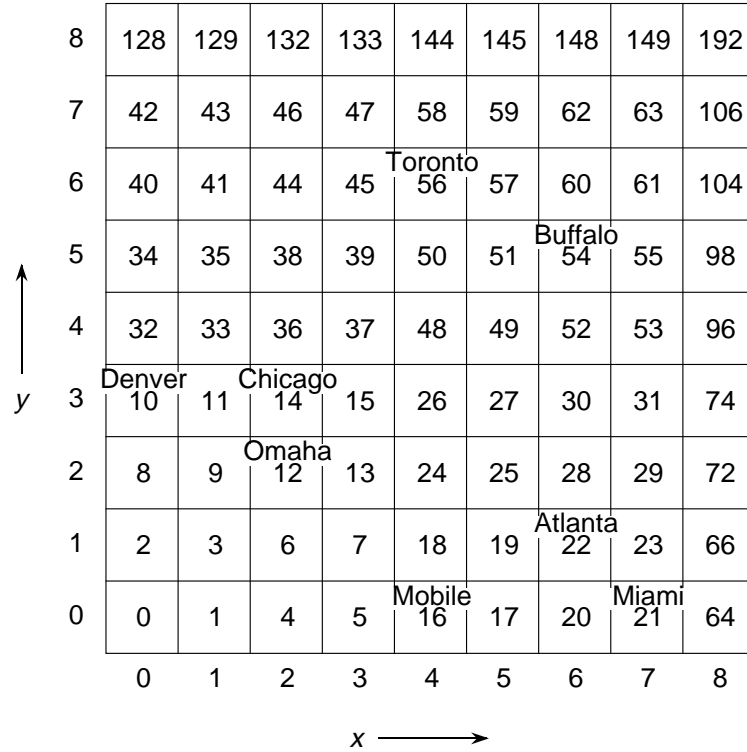 8 128 129 132 133 144 145 148 149 192
7 42 43 46 47 58 59 62 63 106
Toronto
6 40 41 44 45 56 57 60 61 104
Buffalo
5 34 35 38 39 50 51 54 55 98
4 32 33 36 37 48 49 52 53 96
Denver Chicago
y 3 10 11 14 15 26 27 30 31 74
Omaha
2 8 9 12 13 24 25 28 29 72
Atlanta
1 2 3 6 7 18 19 22 23 66
Mobile Miami
0 0 1 4 5 16 17 20 21 64
0 1 2 3 4 5 6 7 8
x